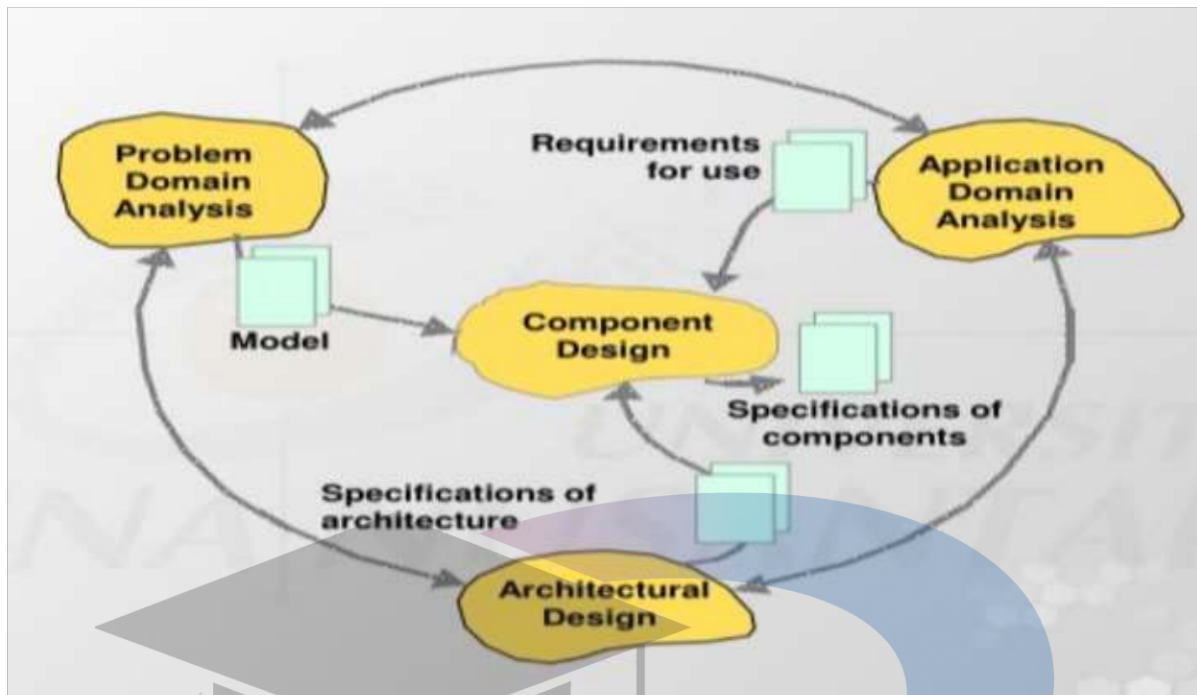 Problem
Domain
Analysis
Requirements
for use
Application
Domain
Analysis
Model
Component
Design
Specifications of
components
Specifications of
architecture
Architectural
Design